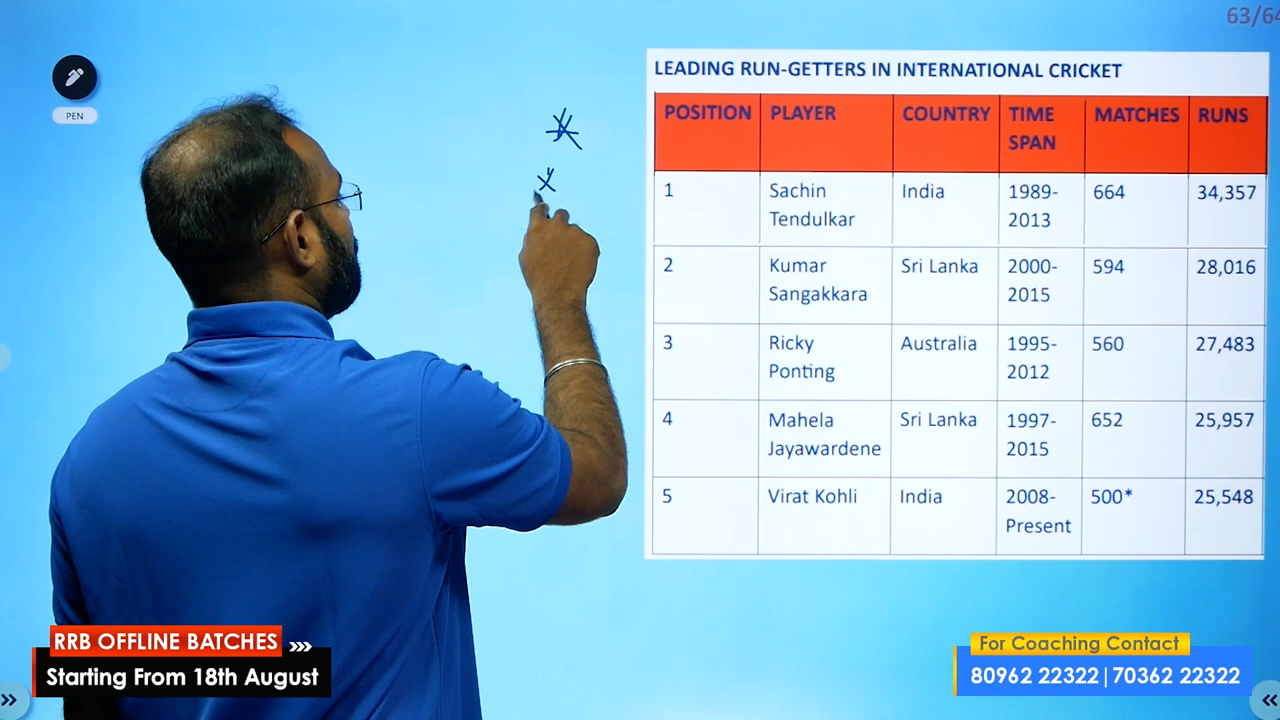 63/64
PEN
LEADING RUN-GETTERS IN INTERNATIONAL CRICKET
POSITION PLAYER COUNTRY TIME SPAN MATCHES RUNS
1 Sachin Tendulkar India 1989-2013 664 34,357
2 Kumar Sangakkara Sri Lanka 2000-2015 594 28,016
3 Ricky Ponting Australia 1995-2012 560 27,483
4 Mahela Jayawardene Sri Lanka 1997-2015 652 25,957
5 Virat Kohli India 2008-Present 500* 25,548
RRB OFFLINE BATCHES »»
Starting From 18th August
For Coaching Contact
80962 22322|70362 22322